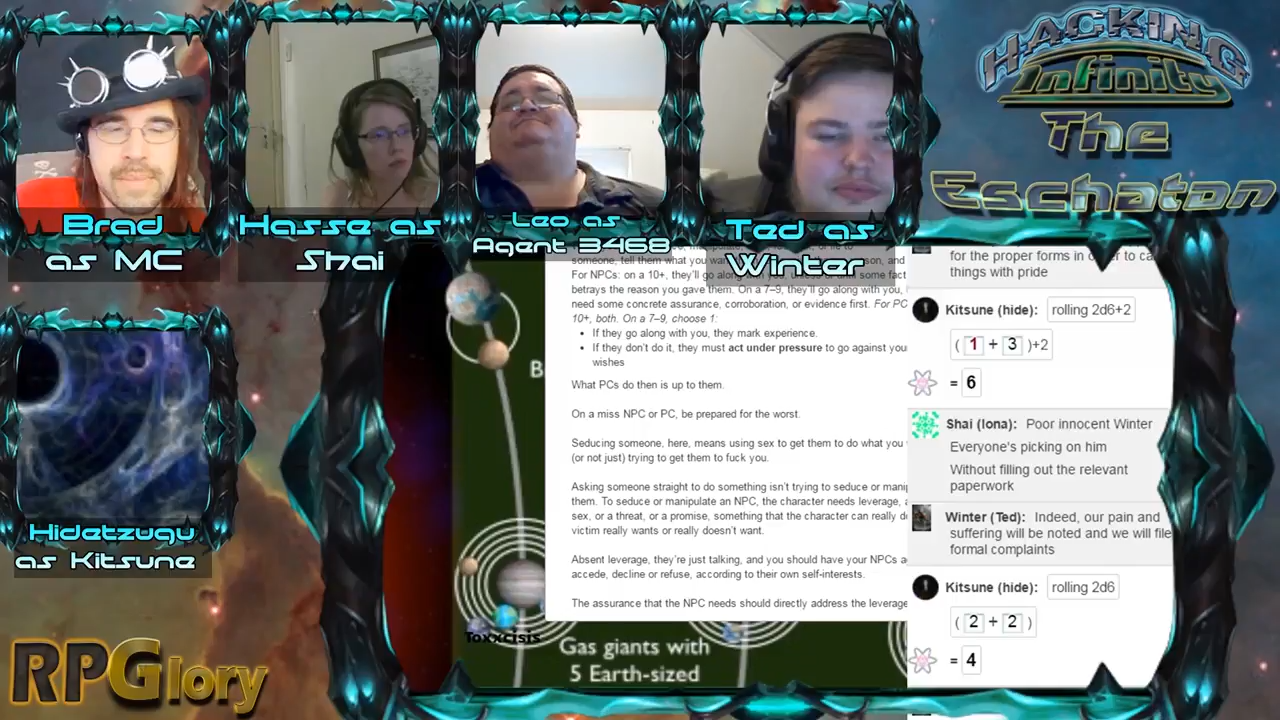 HACKING
Infinity
The
Eschaton
Brad
as MC
Hasse as
Shai
Leo as
Agent 3468
Ted as
Winter
Hidetzugu
as Kitsune
RPGlory
someone, tell them what you
For NPCs: on a 10+, they'll go along with you, some fact
betrays the reason you gave them. On a 7–9, they'll go along with you,
need some concrete assurance, corroboration, or evidence first. For PC
10+, both. On a 7–9, choose 1:
• If they go along with you, they mark experience.
• If they don't do it, they must act under pressure to go against your
wishes
What PCs do then is up to them.
On a miss NPC or PC, be prepared for the worst.
Seducing someone, here, means using sex to get them to do what you
(or not just) trying to get them to fuck you.
Asking someone straight to do something isn't trying to seduce or manip
them. To seduce or manipulate an NPC, the character needs leverage,
sex, or a threat, or a promise, something that the character can really do
victim really wants or really doesn't want.
Absent leverage, they're just talking, and you should have your NPCs
accede, decline or refuse, according to their own self-interests.
The assurance that the NPC needs should directly address the leverage
B
Toxxcisis
Gas giants with
5 Earth-sized
for the proper forms in order to
things with pride
Kitsune (hide): rolling 2d6+2
( 1 + 3 )+2
= 6
Shai (Iona): Poor innocent Winter
Everyone's picking on him
Without filling out the relevant
paperwork
Winter (Ted): Indeed, our pain and
suffering will be noted and we will file
formal complaints
Kitsune (hide): rolling 2d6
( 2 + 2 )
= 4